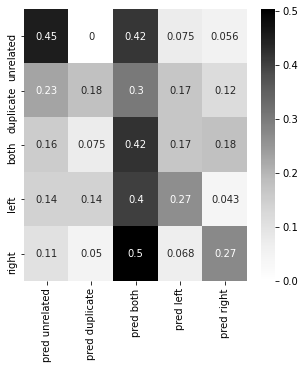 unrelated 0.45 0 0.42 0.075 0.056
duplicate 0.23 0.18 0.3 0.17 0.12
both 0.16 0.075 0.42 0.17 0.18
left 0.14 0.14 0.4 0.27 0.043
right 0.11 0.05 0.5 0.068 0.27
pred unrelated
pred duplicate
pred both
pred left
pred right
0.5
0.4
0.3
0.2
0.1
0.0